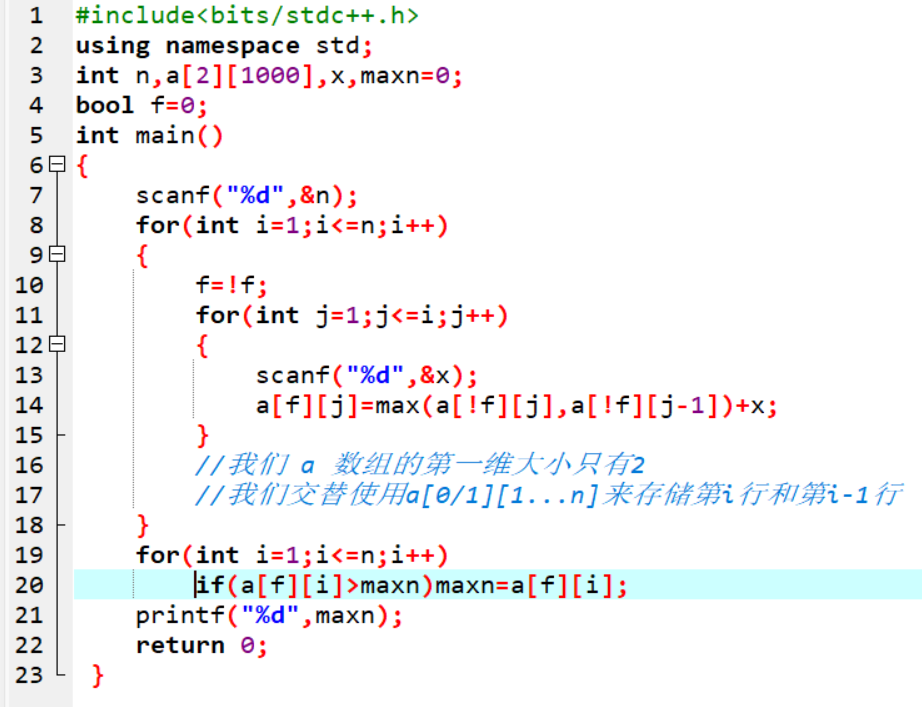 1 #include<bits/stdc++.h>
2 using namespace std;
3 int n,a[2][1000],x,maxn=0;
4 bool f=0;
5 int main()
6 {
7 scanf("%d",&n);
8 for(int i=1;i<=n;i++)
9 {
10 f=!f;
11 for(int j=1;j<=i;j++)
12 {
13 scanf("%d",&x);
14 a[f][j]=max(a[!f][j],a[!f][j-1])+x;
15 }
16 //我们 a 数组的第一维大小只有2
17 //我们交替使用a[0/1][1...n]来存储第i行和第i-1行
18 }
19 for(int i=1;i<=n;i++)
20 if(a[f][i]>maxn)maxn=a[f][i];
21 printf("%d",maxn);
22 return 0;
23 }